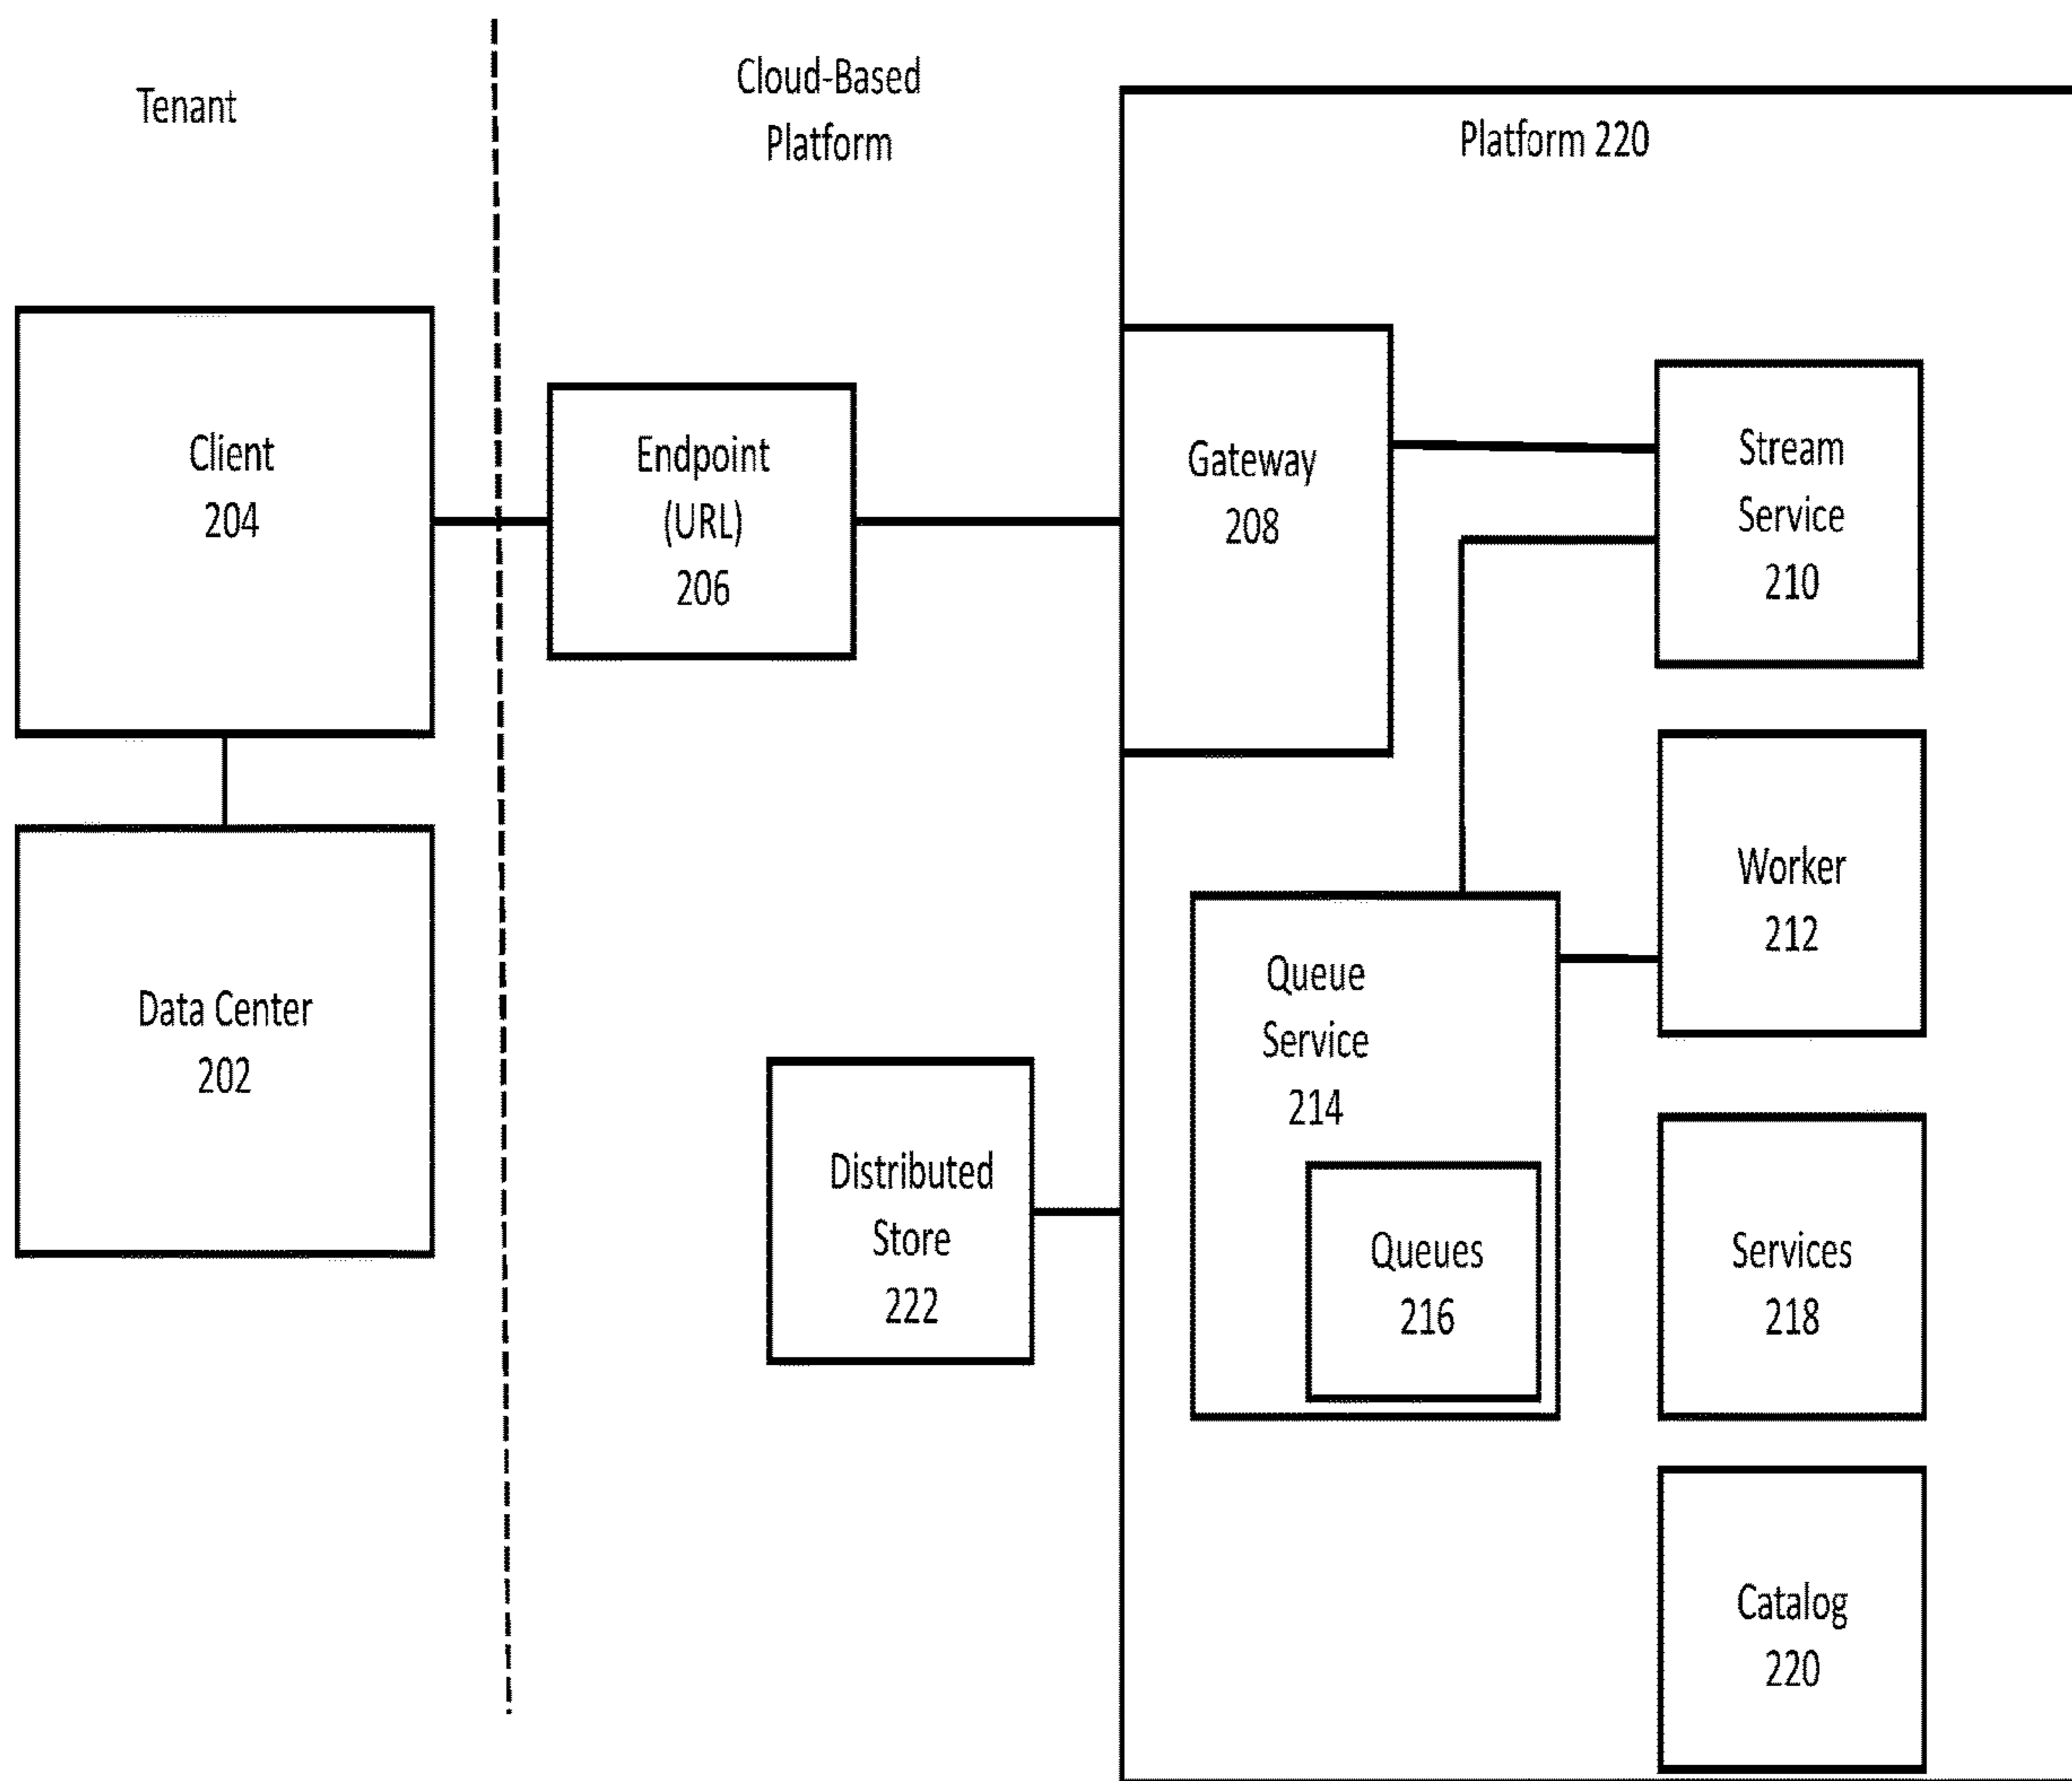 Tenant
Cloud-Based
Platform
Platform 220
Client
204
Endpoint
(URL)
206
Gateway
208
Stream
Service
210
Data Center
202
Worker
212
Queue
Service
214
Distributed
Store
222
Queues
216
Services
218
Catalog
220